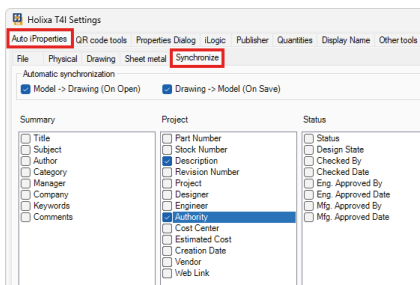 Holixa T4I Settings
Auto iProperties QR code tools Properties Dialog iLogic Publisher Quantities Display Name Other tools
File Physical Drawing Sheet metal Synchronize
Automatic synchronization
Model -> Drawing (On Open) Drawing -> Model (On Save)
Summary Project Status
Title Part Number Status
Subject Stock Number Design State
Author Description Checked By
Category Revision Number Checked Date
Manager Project Eng. Approved By
Company Designer Eng. Approved Date
Keywords Engineer Mfg. Approved By
Comments Authority Mfg. Approved Date
Cost Center
Estimated Cost
Creation Date
Vendor
Web Link